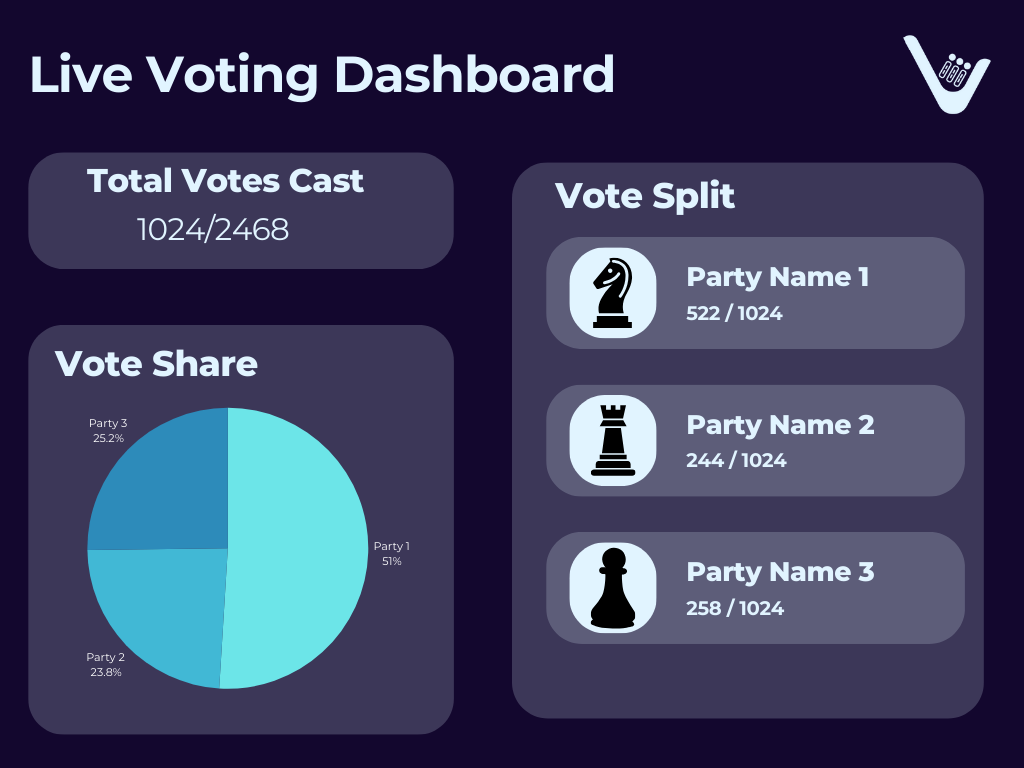 Live Voting Dashboard
Total Votes Cast
1024/2468
Vote Share
Party 3
25.2%
Party 1
51%
Party 2
23.8%
Vote Split
Party Name 1
522 / 1024
Party Name 2
244 / 1024
Party Name 3
258 / 1024